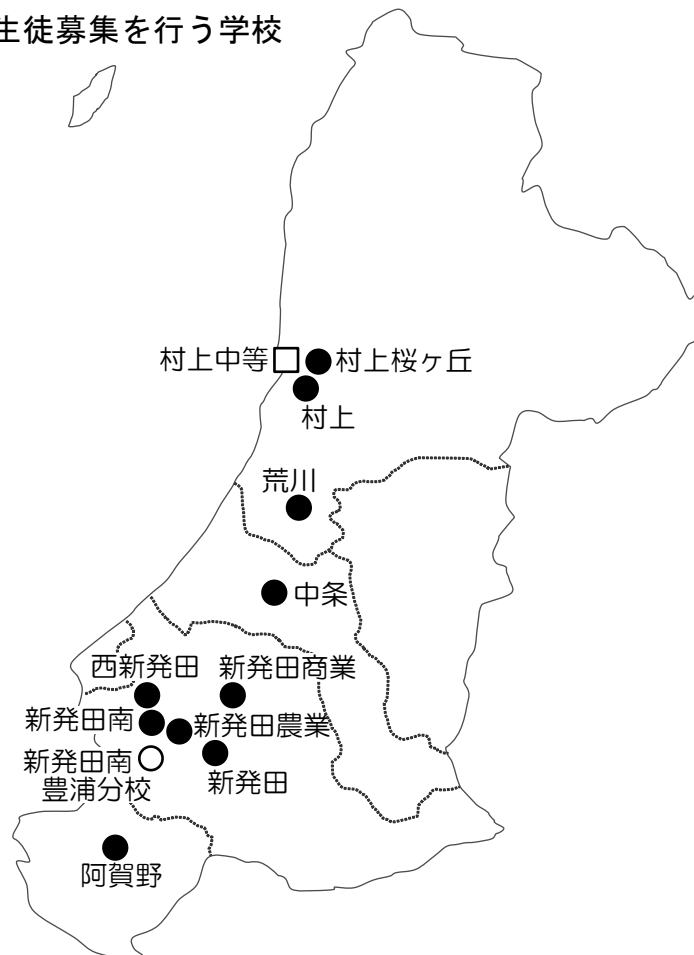 生徒募集を行う学校
村上中等
村上桜ヶ丘
村上
荒川
中条
西新発田
新発田商業
新発田南
新発田農業
新発田南
豊浦分校
新発田
阿賀野